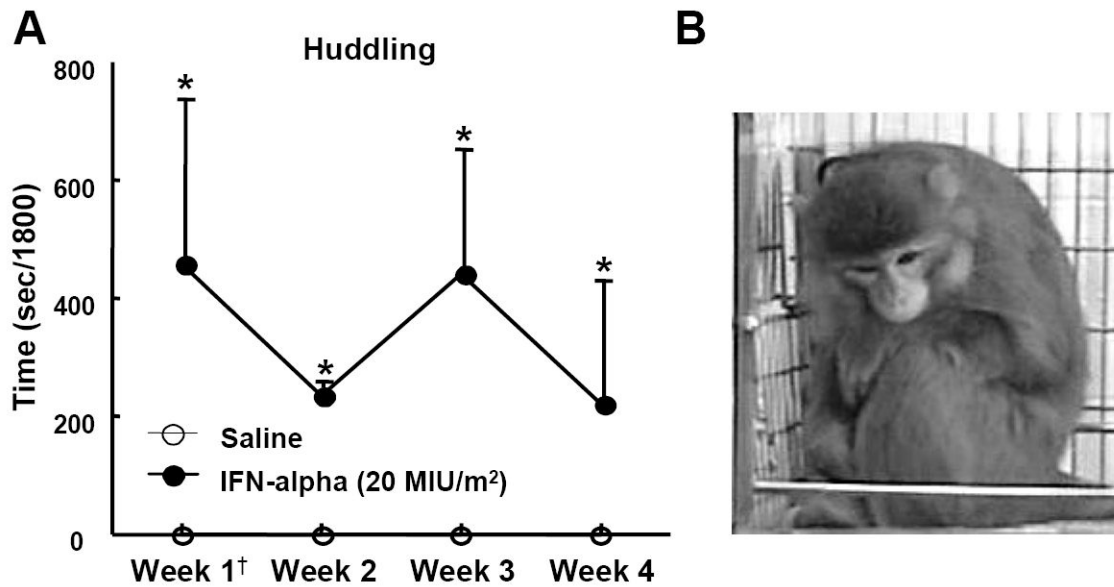 A
B
Huddling
800
600
400
200
0
Time (sec/1800)
*
*
*
*
Saline
IFN-alpha (20 MIU/m²)
Week 1†
Week 2
Week 3
Week 4